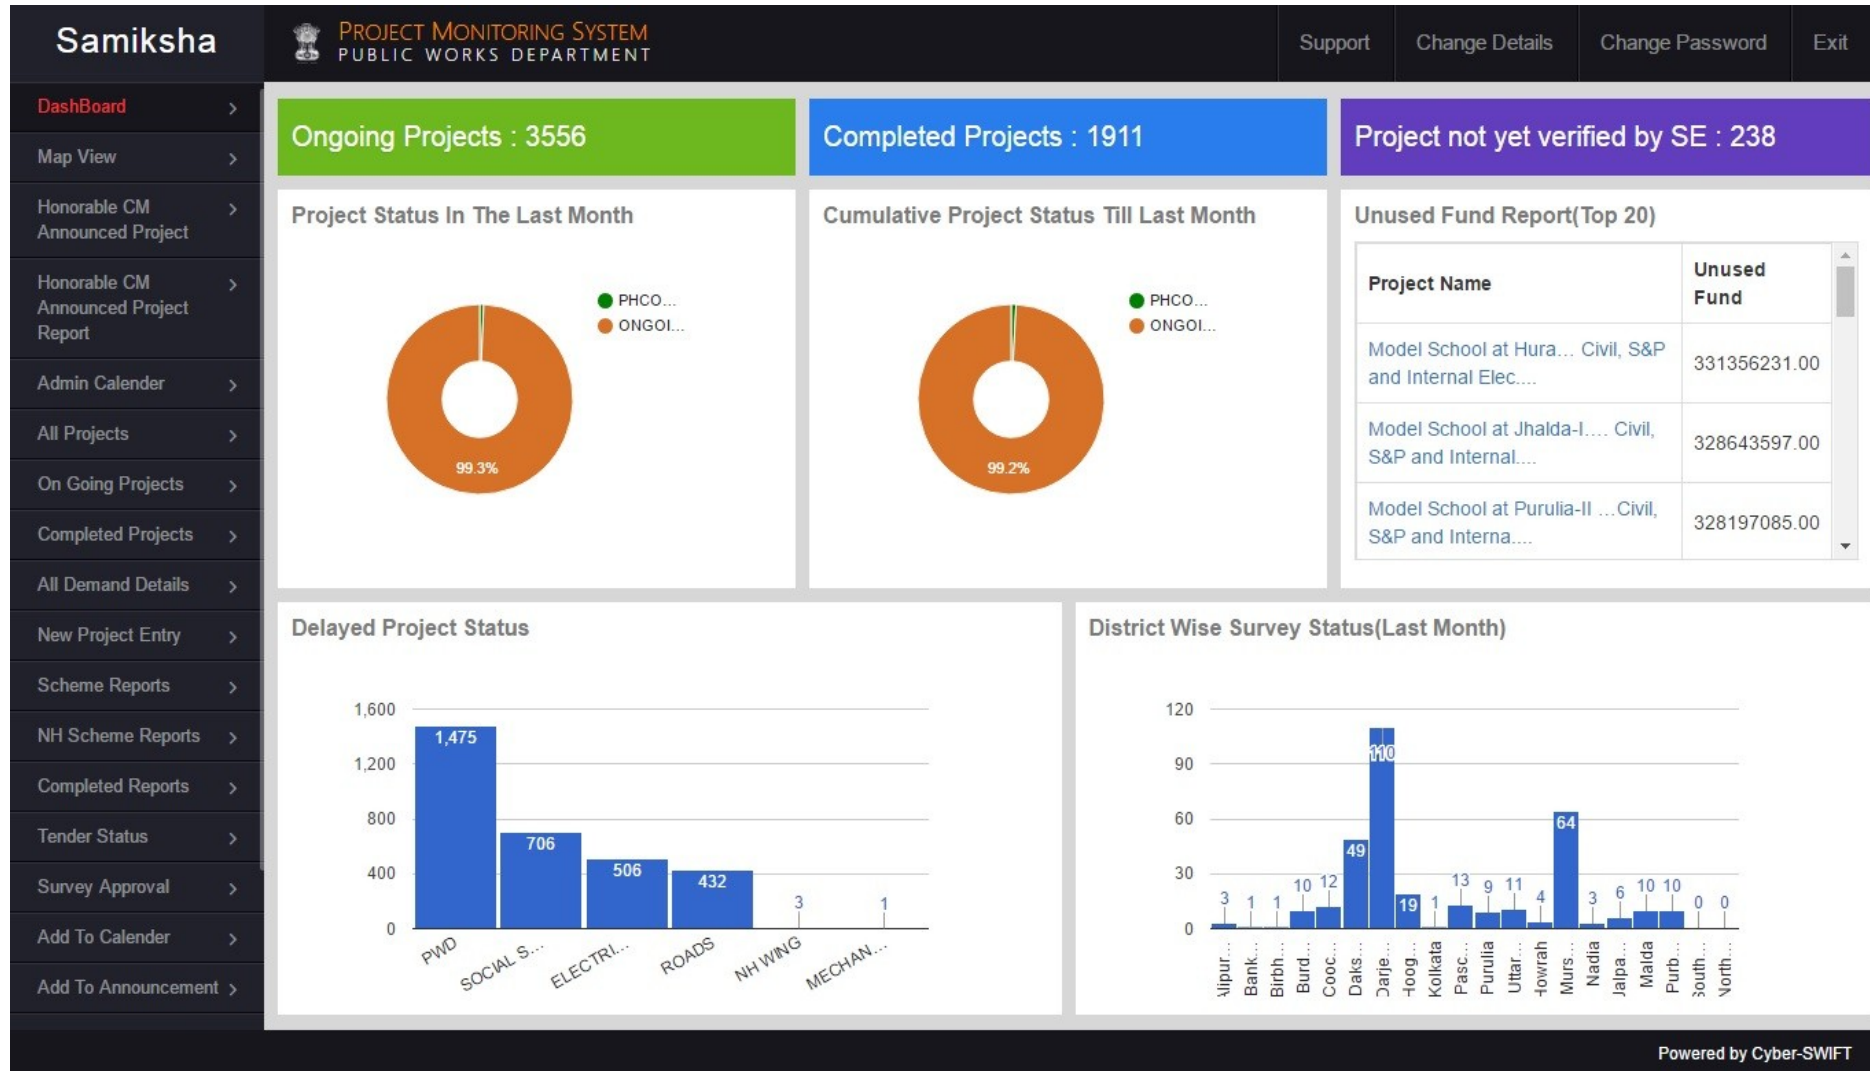 Samiksha
PROJECT MONITORING SYSTEM
PUBLIC WORKS DEPARTMENT
Support
Change Details
Change Password
Exit
DashBoard
Map View
Honorable CM
Announced Project
Honorable CM
Announced Project
Report
Admin Calender
All Projects
On Going Projects
Completed Projects
All Demand Details
New Project Entry
Scheme Reports
NH Scheme Reports
Completed Reports
Tender Status
Survey Approval
Add To Calender
Add To Announcement
Ongoing Projects : 3556
Completed Projects : 1911
Project not yet verified by SE : 238
Project Status In The Last Month
PHCO...
ONGOI...
99.3%
Cumulative Project Status Till Last Month
PHCO...
ONGOI...
99.2%
Unused Fund Report(Top 20)
Project Name
Unused
Fund
Model School at Hura... Civil, S&P
and Internal Elec....
331356231.00
Model School at Jhalda-I.... Civil,
S&P and Internal....
328643597.00
Model School at Purulia-II ...Civil,
S&P and Interna....
328197085.00
Delayed Project Status
1,600
1,200
800
400
0
1,475
706
506
432
3
1
PWD
SOCIAL S...
ELECTRI...
ROADS
NH WING
MECHAN...
District Wise Survey Status(Last Month)
120
90
60
30
0
3
1
1
10
12
49
110
19
1
13
9
11
4
64
3
6
10
10
0
0
Alipur...
Bank...
Birbh...
Burd...
Cooc...
Daks...
Darje...
Hoog...
Kolkata
Pasc...
Purulia
Uttar...
Howrah
Murs...
Nadia
Jalpa...
Malda
Purb...
South...
North...
Powered by Cyber-SWIFT